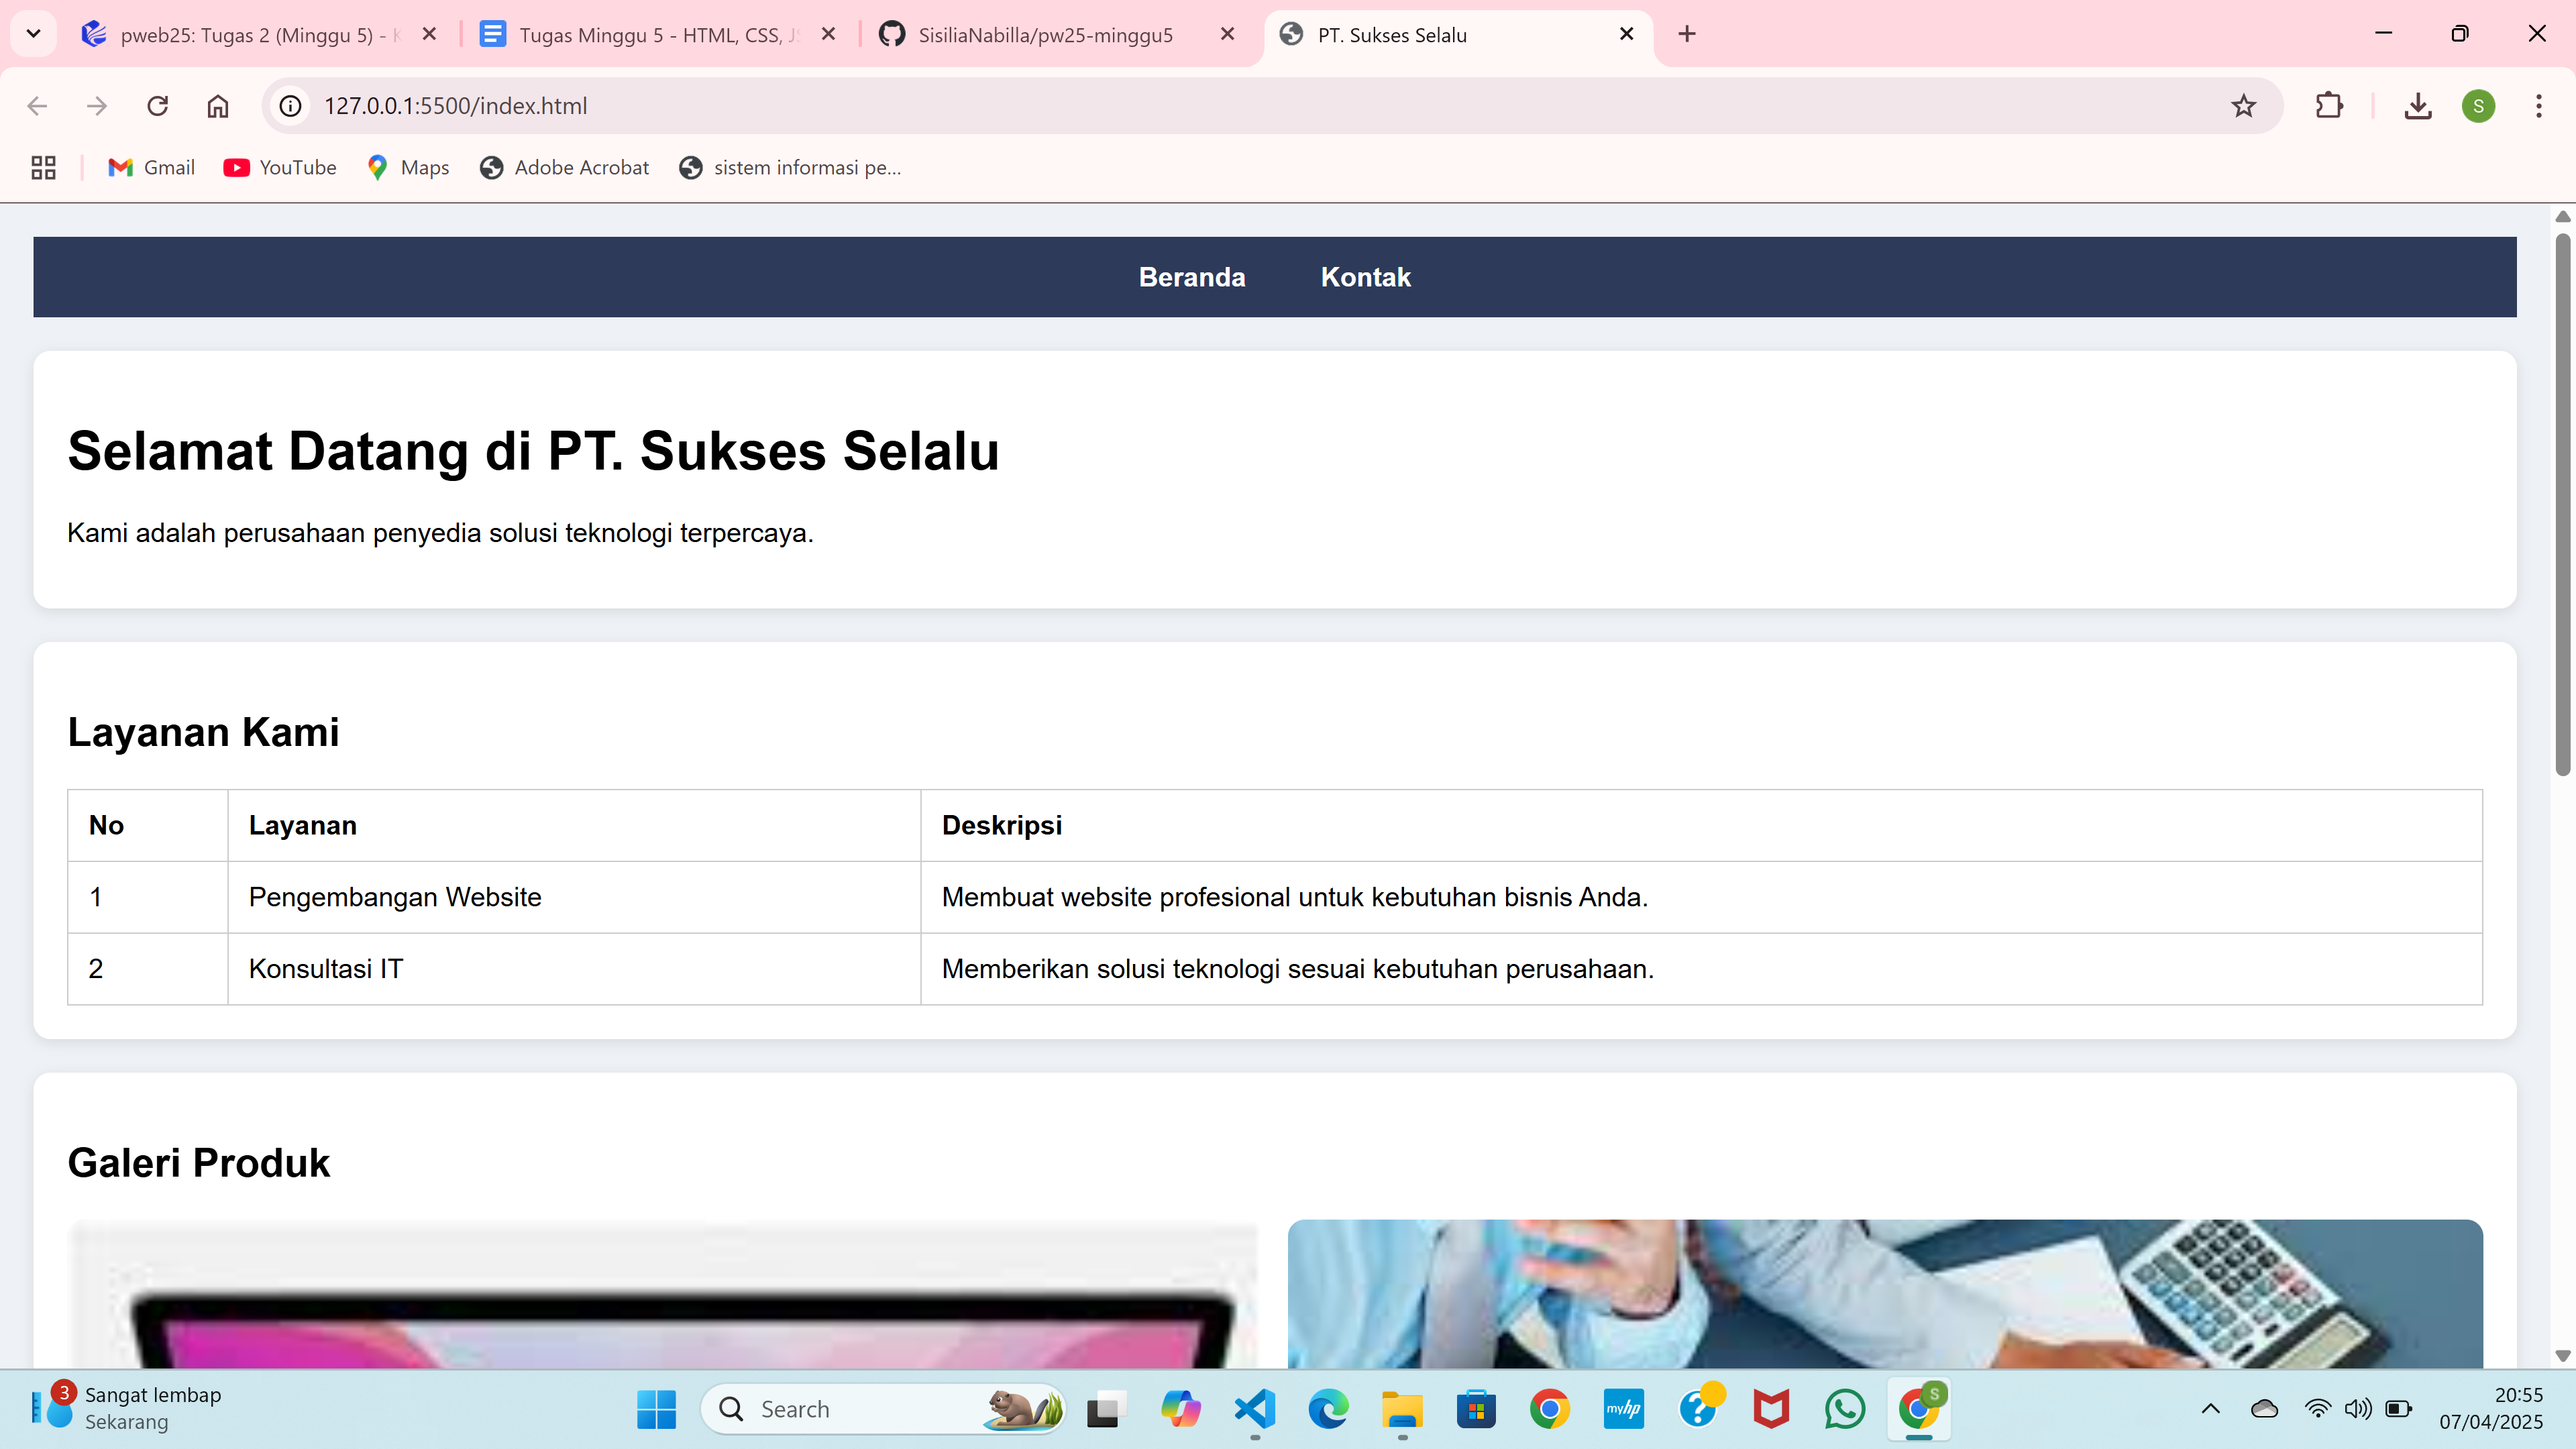 pweb25: Tugas 2 (Minggu 5) -
Tugas Minggu 5 - HTML, CSS,
SisiliaNabilla/pw25-minggu5
PT. Sukses Selalu
127.0.0.1:5500/index.html
S
Gmail
YouTube
Maps
Adobe Acrobat
sistem informasi pe...
Beranda
Kontak
Selamat Datang di PT. Sukses Selalu
Kami adalah perusahaan penyedia solusi teknologi terpercaya.
Layanan Kami
No Layanan Deskripsi
1 Pengembangan Website Membuat website profesional untuk kebutuhan bisnis Anda.
2 Konsultasi IT Memberikan solusi teknologi sesuai kebutuhan perusahaan.
Galeri Produk
3
Sangat lembap
Sekarang
Search
myhp
S
20:55
07/04/2025